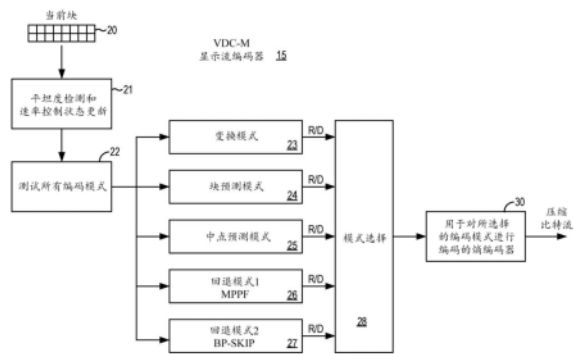 当前块
20
VDC-M
显示流编码器 15
21
平坦度检测和
速率控制状态更新
22
测试所有编码模式
变换模式
23
R/D
块预测模式
24
R/D
中点预测模式
25
R/D
回退模式1
MPPF
26
R/D
回退模式2
BP-SKIP
27
R/D
模式选择
28
30
用于对所选择
的编码模式进行
编码的熵编码器
压缩
比特流